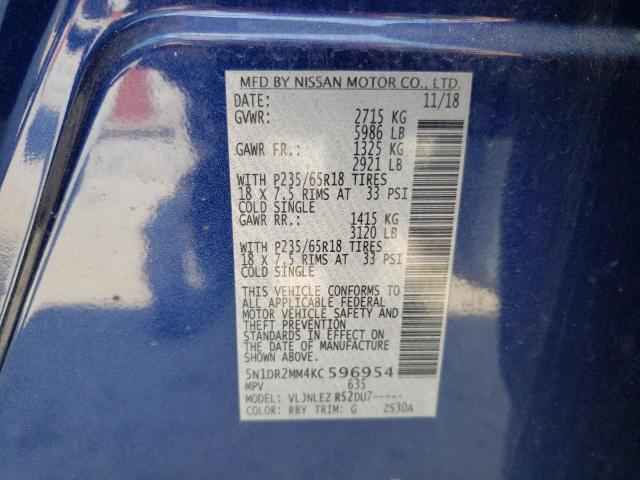 MFD BY NISSAN MOTOR CO., LTD.
DATE: 11/18
GVWR: 2715 KG
5986 LB
GAWR FR.: 1325 KG
2921 LB
WITH P235/65R18 TIRES
18 X 7.5 RIMS AT 33 PSI
COLD SINGLE
GAWR RR.: 1415 KG
3120 LB
WITH P235/65R18 TIRES
18 X 7.5 RIMS AT 33 PSI
COLD SINGLE
THIS VEHICLE CONFORMS TO
ALL APPLICABLE FEDERAL
MOTOR VEHICLE SAFETY AND
THEFT PREVENTION
STANDARDS IN EFFECT ON
THE DATE OF MANUFACTURE
SHOWN ABOVE.
5N1DR2MM4KC596954
MPV 635
MODEL: VLJNLEZ RS2DU7-----
COLOR: RBY TRIM: G ZS30A